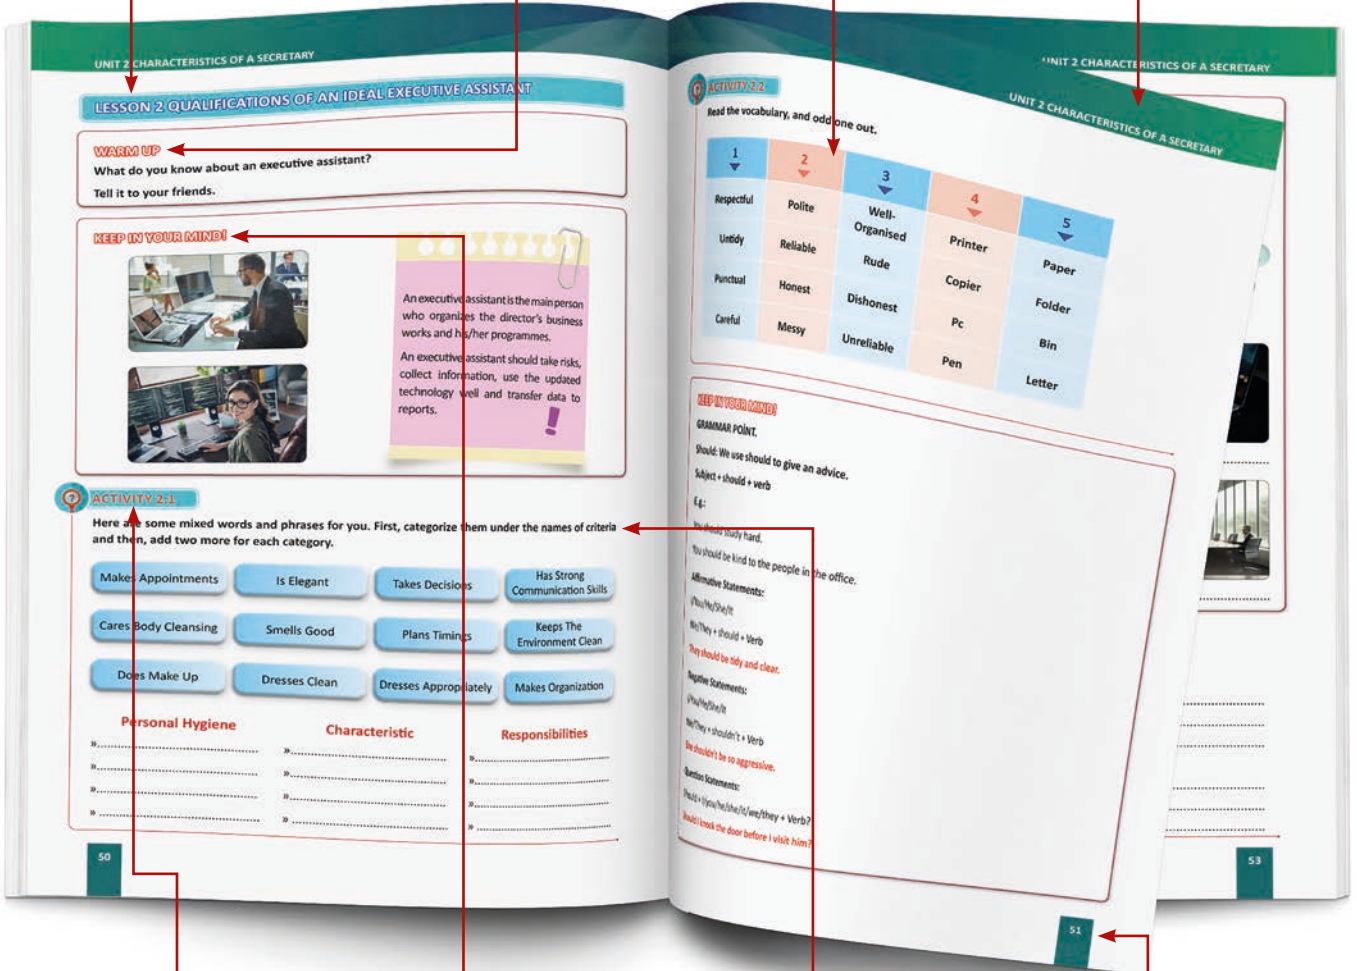 UNIT 2 CHARACTERISTICS OF A SECRETARY
LESSON 2 QUALIFICATIONS OF AN IDEAL EXECUTIVE ASSISTANT
WARM UP
What do you know about an executive assistant?
Tell it to your friends.
KEEP IN YOUR MIND!
An executive assistant is the main person
who organizes the director's business
works and his/her programmes.
An executive assistant should take risks,
collect information, use the updated
technology well and transfer data to
reports.
!
? ACTIVITY 2.1
Here are some mixed words and phrases for you. First, categorize them under the names of criteria
and then, add two more for each category.
Makes Appointments
Is Elegant
Takes Decisions
Has Strong
Communication Skills
Cares Body Cleansing
Smells Good
Plans Timings
Keeps The
Environment Clean
Does Make Up
Dresses Clean
Dresses Appropriately
Makes Organization
Personal Hygiene
Characteristic
Responsibilities
50
? ACTIVITY 2.2
Read the vocabulary, and odd one out.
1
Respectful
Untidy
Punctual
Careful
2
Polite
Reliable
Honest
Messy
3
Well-
Organised
Rude
Dishonest
Unreliable
4
Printer
Copier
Pc
Pen
5
Paper
Folder
Bin
Letter
KEEP IN YOUR MIND!
GRAMMAR POİNT.
Should: We use should to give an advice.
Subject + should + verb
E.g.:
You should study hard.
You should be kind to the people in the office.
Affirmative Statements:
I/You/He/She/It
We/They + should + Verb
They should be tidy and clear.
Negative Statements:
I/You/He/She/It
We/They + shouldn't + Verb
She shouldn't be so aggressive.
Question Statements:
Should + I/you/he/she/it/we/they + Verb?
Should I knock the door before I visit him?
51
UNIT 2 CHARACTERISTICS OF A SECRETARY
UNIT 2 CHARACTERISTICS OF A SECRETARY
53